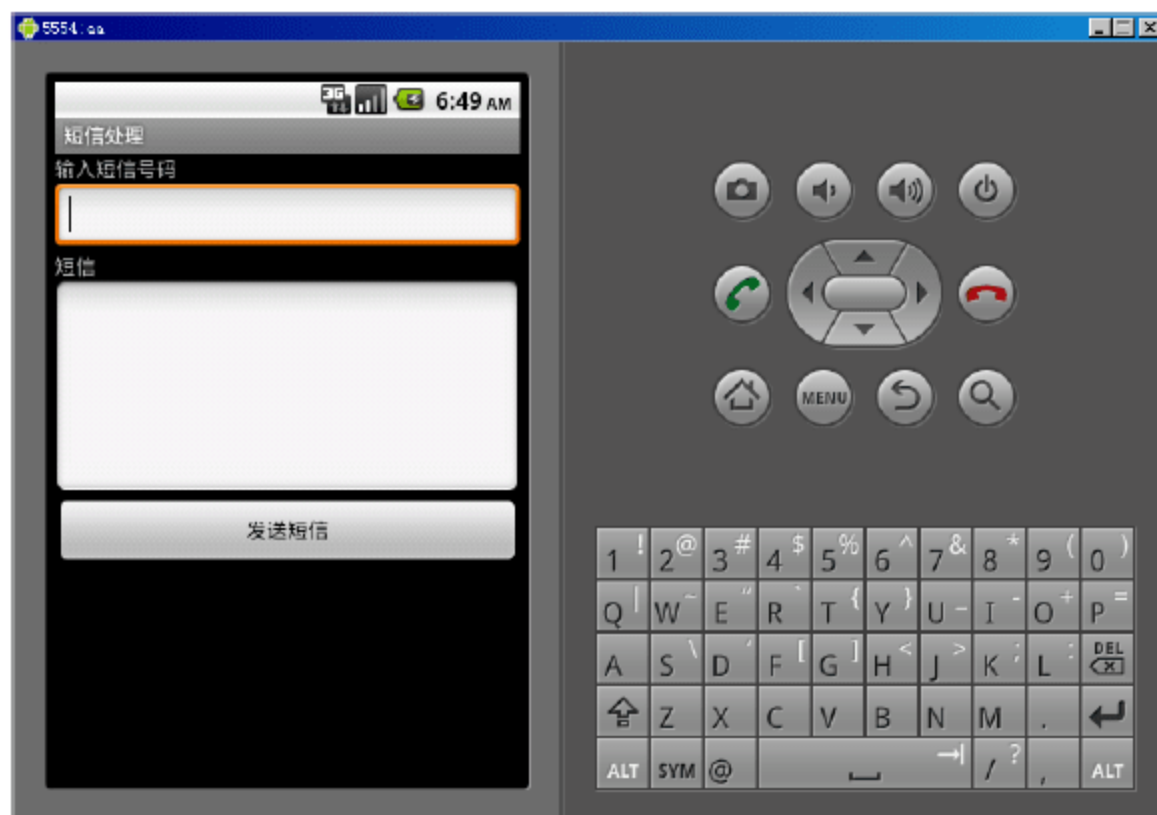 5554:aa
3G 6:49 AM
短信处理
输入短信号码
短信
发送短信
MENU
1 ! 2 @ 3 # 4 $ 5 % 6 ^ 7 & 8 * 9 ( 0 )
Q | W ~ E " R ` T { Y } U _ I - O + P =
A S \ D ' F [ G ] H < J > K ; L : DEL
Z X C V B N M .
ALT SYM @ / ? , ALT